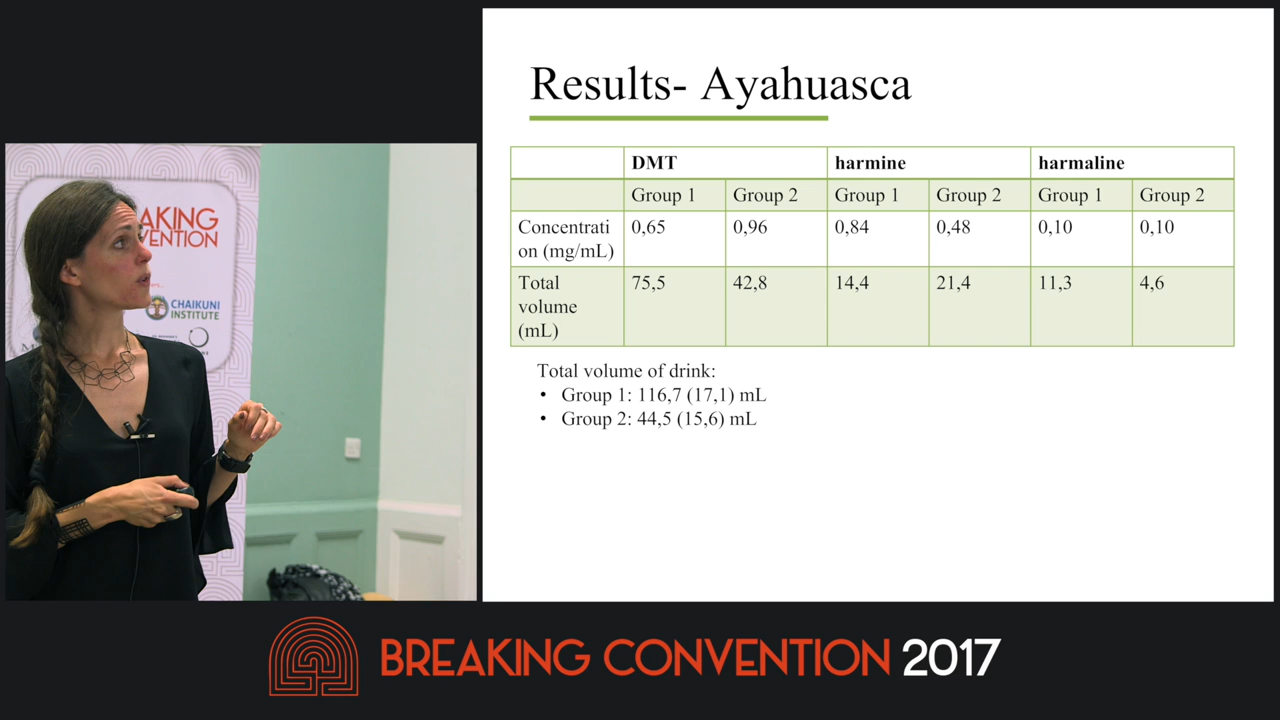 Results- Ayahuasca
DMT harmine harmaline
Group 1 Group 2 Group 1 Group 2 Group 1 Group 2
Concentrati
on (mg/mL) 0,65 0,96 0,84 0,48 0,10 0,10
Total
volume
(mL) 75,5 42,8 14,4 21,4 11,3 4,6
Total volume of drink:
• Group 1: 116,7 (17,1) mL
• Group 2: 44,5 (15,6) mL
AKING
VENTION
CHAIKUNI
INSTITUTE
BREAKING CONVENTION 2017